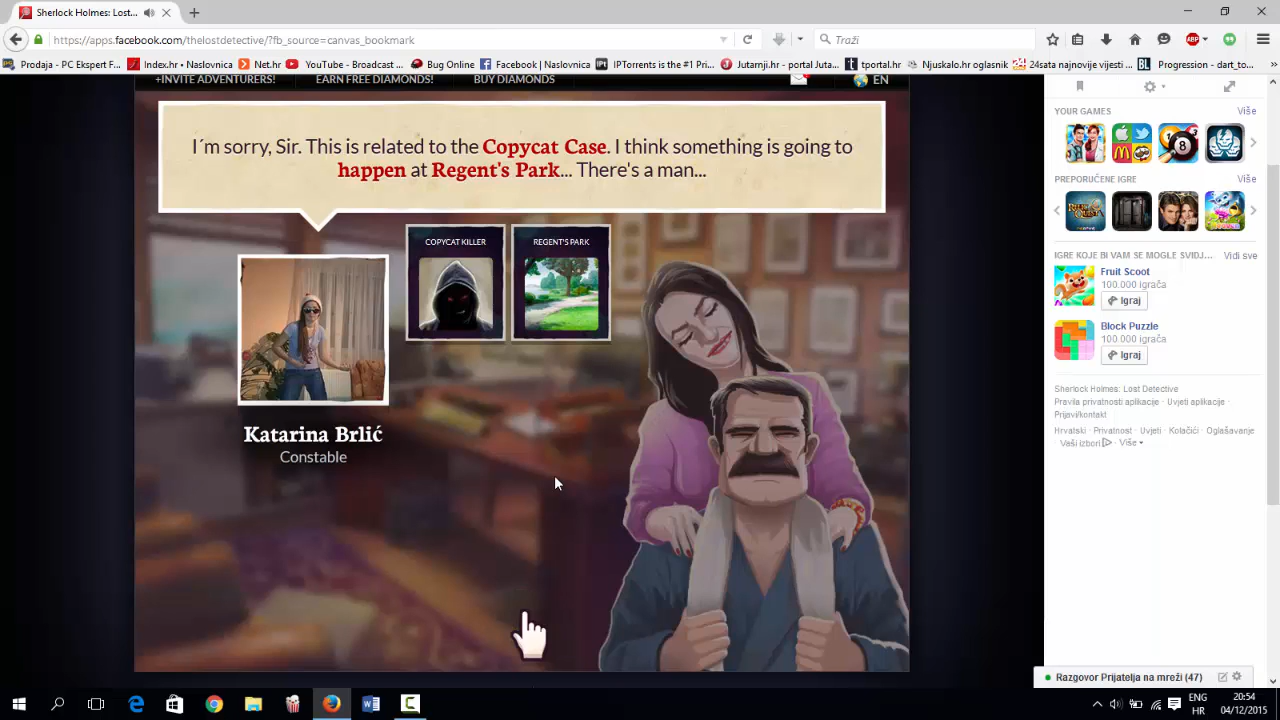 Sherlock Holmes: Lost...
https://apps.facebook.com/thelostdetective/?fb_source=canvas_bookmark
Traži
Prodaja - PC Ekspert F...
Index.hr • Naslovnica
Net.hr
YouTube - Broadcast ...
Bug Online
Facebook | Naslovnica
IPTorrents is the #1 Pri...
Jutarnji.hr - portal Jutar...
tportal.hr
Njuskalo.hr oglasnik
24sata najnovije vijesti ...
Progression - dart_to...
+INVITE ADVENTURERS!
EARN FREE DIAMONDS!
BUY DIAMONDS
EN
I´m sorry, Sir. This is related to the Copycat Case. I think something is going to
happen at Regent's Park... There's a man...
COPYCAT KILLER
REGENT'S PARK
Katarina Brlić
Constable
YOUR GAMES
Više
PREPORUČENE IGRE
Više
IGRE KOJE BI VAM SE MOGLE SVIDJ...
Vidi sve
Fruit Scoot
100.000 igrača
Igraj
Block Puzzle
100.000 igrača
Igraj
Sherlock Holmes: Lost Detective
Pravila privatnosti aplikacije · Uvjeti aplikacije ·
Prijavi/kontakt
Hrvatski · Privatnost · Uvjeti · Kolačići · Oglašavanje
· Vaši izbori · Više
Razgovor Prijatelja na mreži (47)
ENG
HR
20:54
04/12/2015